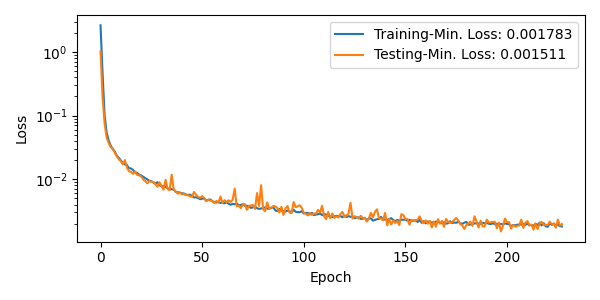 Training-Min. Loss: 0.001783
Testing-Min. Loss: 0.001511
Loss
10⁰
10⁻¹
10⁻²
0 50 100 150 200
Epoch